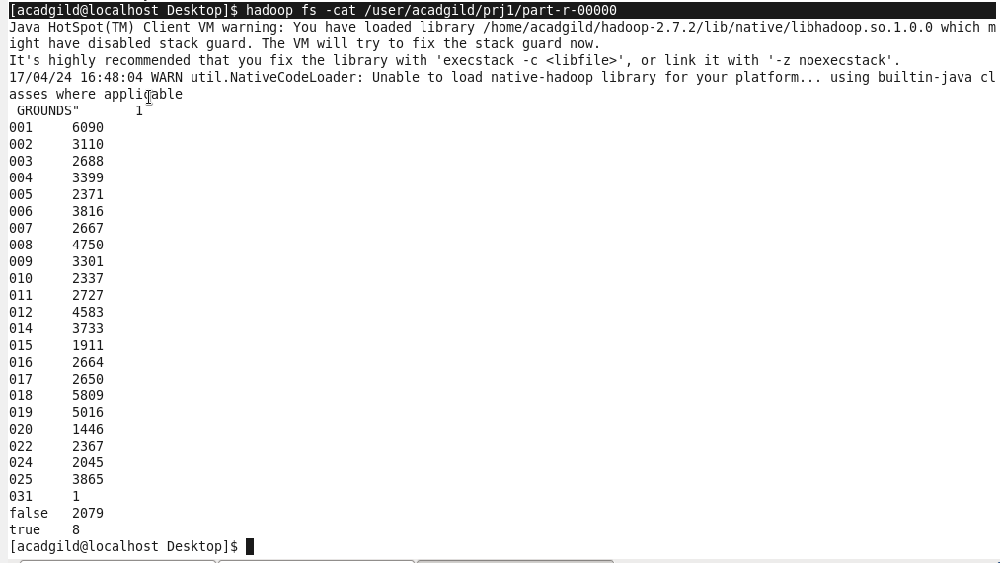 [acadgild@localhost Desktop]$ hadoop fs -cat /user/acadgild/prj1/part-r-00000
Java HotSpot(TM) Client VM warning: You have loaded library /home/acadgild/hadoop-2.7.2/lib/native/libhadoop.so.1.0.0 which m
ight have disabled stack guard. The VM will try to fix the stack guard now.
It's highly recommended that you fix the library with 'execstack -c <libfile>', or link it with '-z noexecstack'.
17/04/24 16:48:04 WARN util.NativeCodeLoader: Unable to load native-hadoop library for your platform... using builtin-java cl
asses where applicable
 GROUNDS"       1
001     6090
002     3110
003     2688
004     3399
005     2371
006     3816
007     2667
008     4750
009     3301
010     2337
011     2727
012     4583
014     3733
015     1911
016     2664
017     2650
018     5809
019     5016
020     1446
022     2367
024     2045
025     3865
031     1
false   2079
true    8
[acadgild@localhost Desktop]$